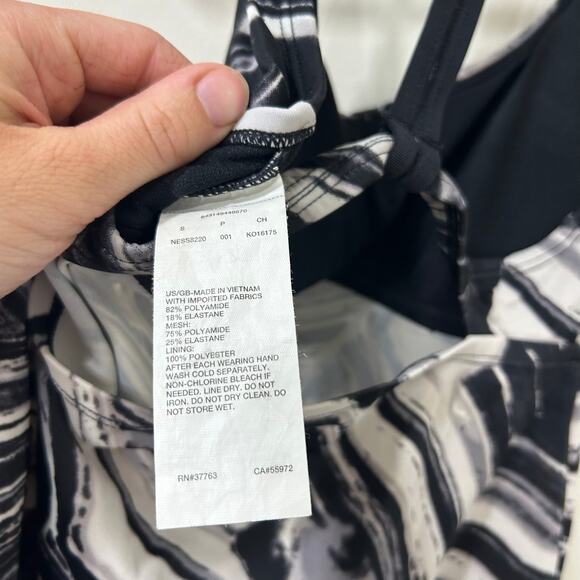 849149440070
S P CH
NESS8220 001 KO16175
US/GB-MADE IN VIETNAM
WITH IMPORTED FABRICS
82% POLYAMIDE
18% ELASTANE
MESH:
75% POLYAMIDE
25% ELASTANE
LINING:
100% POLYESTER
AFTER EACH WEARING HAND
WASH COLD SEPARATELY.
NON-CHLORINE BLEACH IF
NEEDED. LINE DRY. DO NOT
IRON. DO NOT DRY CLEAN. DO
NOT STORE WET.
RN#37763 CA#55972